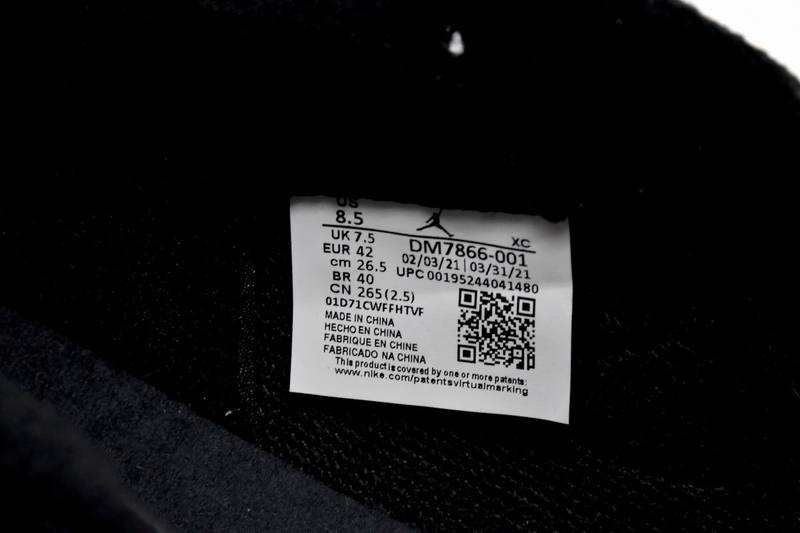 US
8.5
XC
UK 7.5
DM7866-001
EUR 42
02/03/21 | 03/31/21
cm 26.5
UPC 00195244041480
BR 40
CN 265(2.5)
01D71CWFFHTVF
MADE IN CHINA
HECHO EN CHINA
FABRIQUE EN CHINE
FABRICADO NA CHINA
This product is covered by one or more patents:
www.nike.com/patentsvirtualmarking